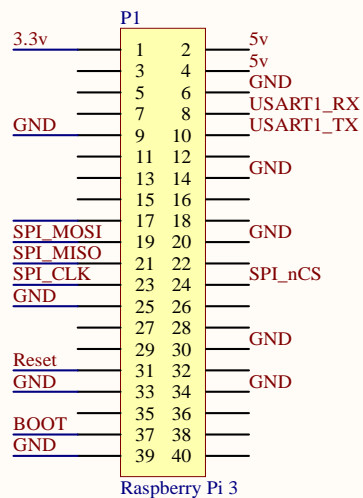 P1
3.3v 1 2 5v
3 4 5v
5 6 GND
7 8 USART1_RX
GND 9 10 USART1_TX
11 12
13 14 GND
15 16
17 18
SPI_MOSI 19 20 GND
SPI_MISO 21 22
SPI_CLK 23 24 SPI_nCS
GND 25 26
27 28
29 30 GND
Reset 31 32
GND 33 34 GND
35 36
BOOT 37 38
GND 39 40
Raspberry Pi 3